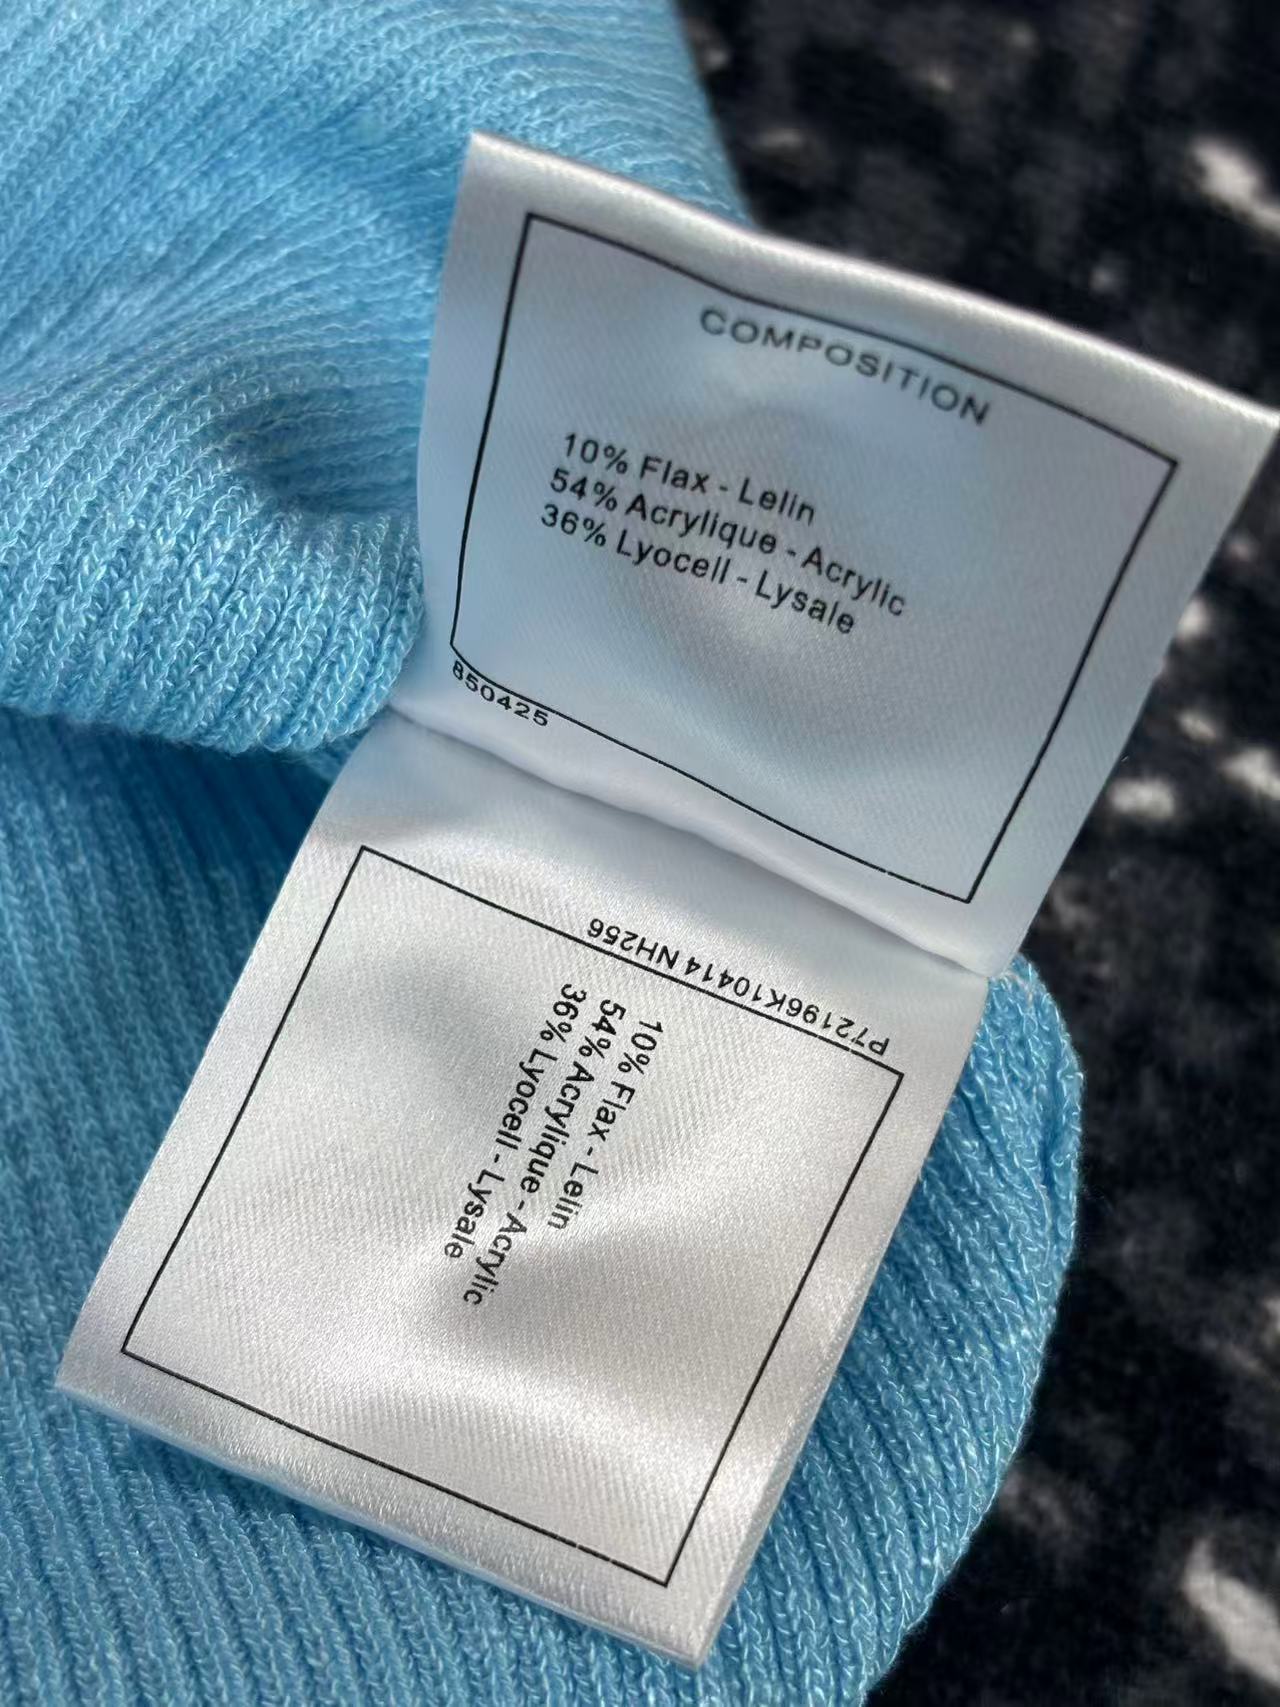 COMPOSITION
10% Flax - Lelin
54% Acrylique - Acrylic
36% Lyocell - Lysale
850425
P72196K10414 NH256
10% Flax - Lelin
54% Acrylique - Acrylic
36% Lyocell - Lysale